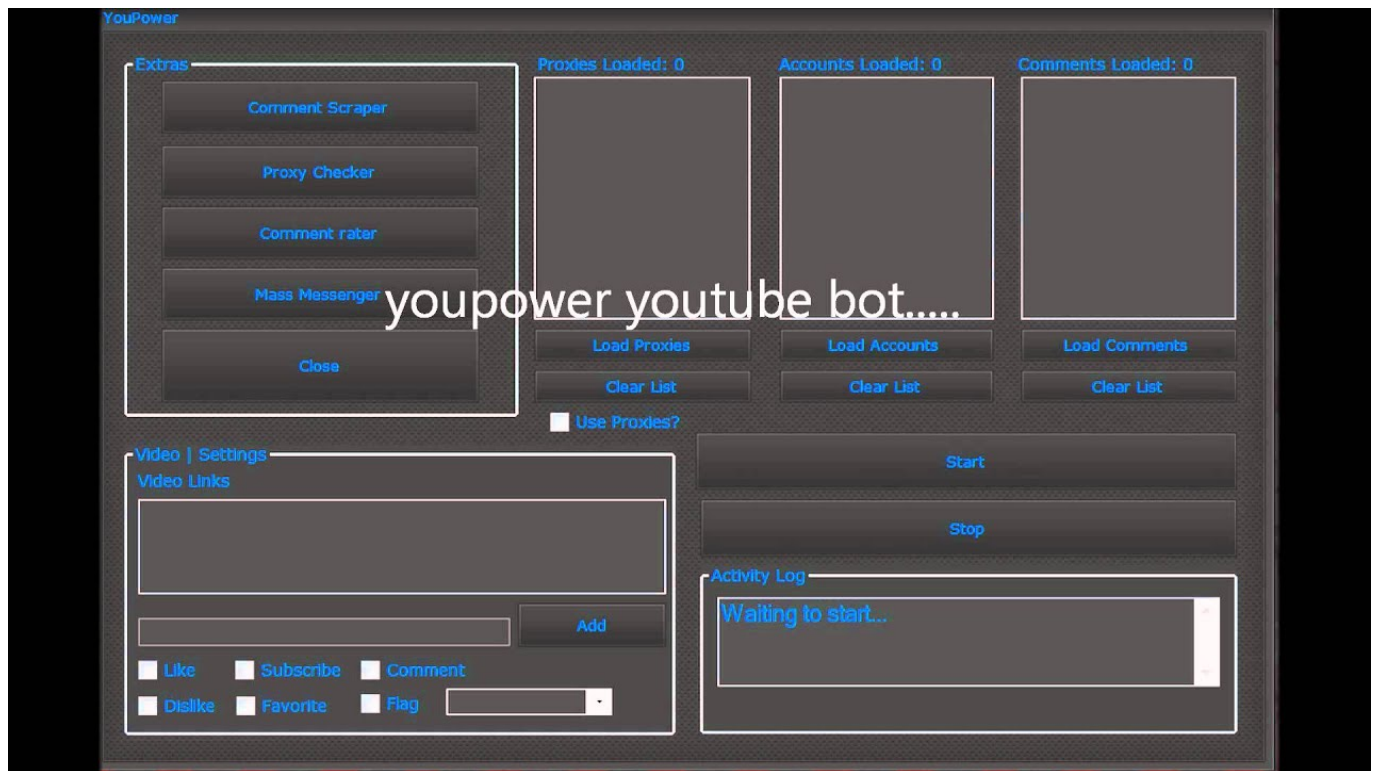 YouPower
Extras
Comment Scraper
Proxy Checker
Comment rater
Mass Messenger
Close
Proxies Loaded: 0
Accounts Loaded: 0
Comments Loaded: 0
youpower youtube bot.....
Load Proxies
Load Accounts
Load Comments
Clear List
Clear List
Clear List
Use Proxies?
Video | Settings
Video Links
Add
Like
Subscribe
Comment
Dislike
Favorite
Flag
Start
Stop
Activity Log
Waiting to start...